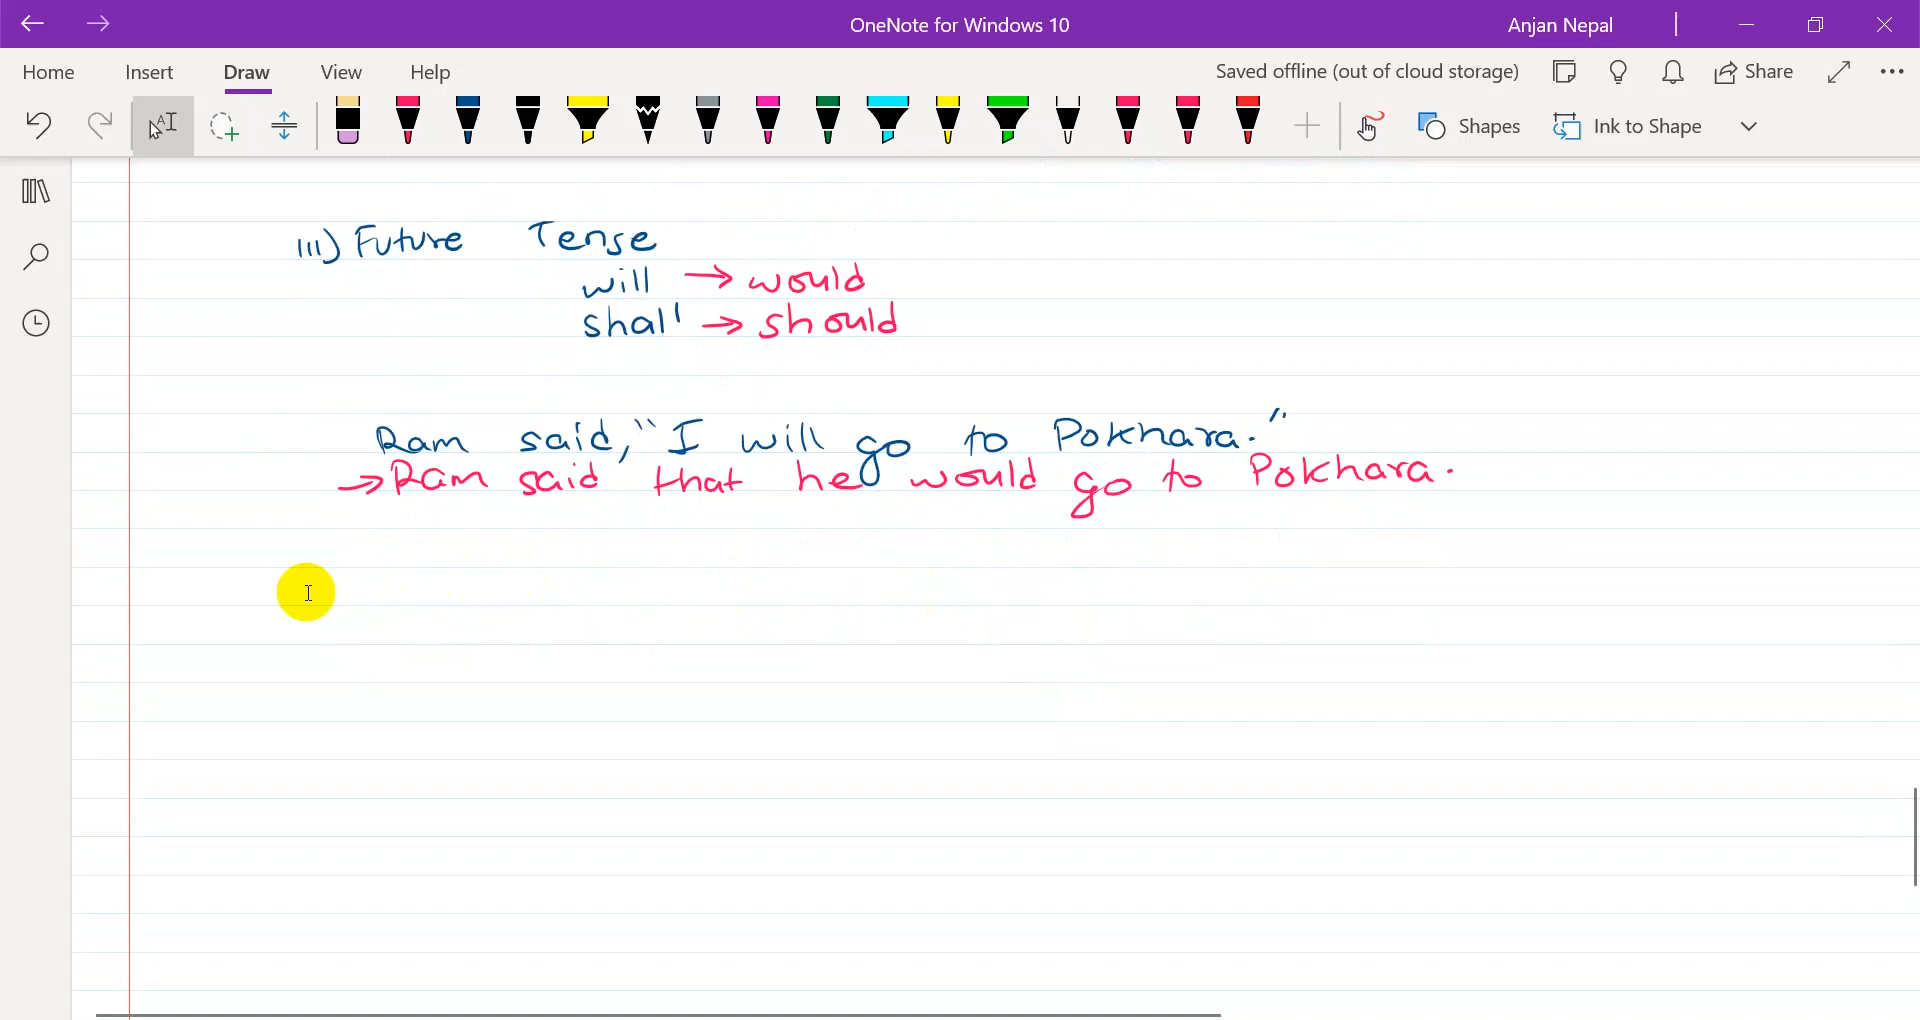 OneNote for Windows 10
Anjan Nepal
Home Insert Draw View Help
Saved offline (out of cloud storage)
Share
Shapes
Ink to Shape
iii) Future Tense
will → would
shall → should
Ram said, "I will go to Pokhara."
→ Ram said that he would go to Pokhara.